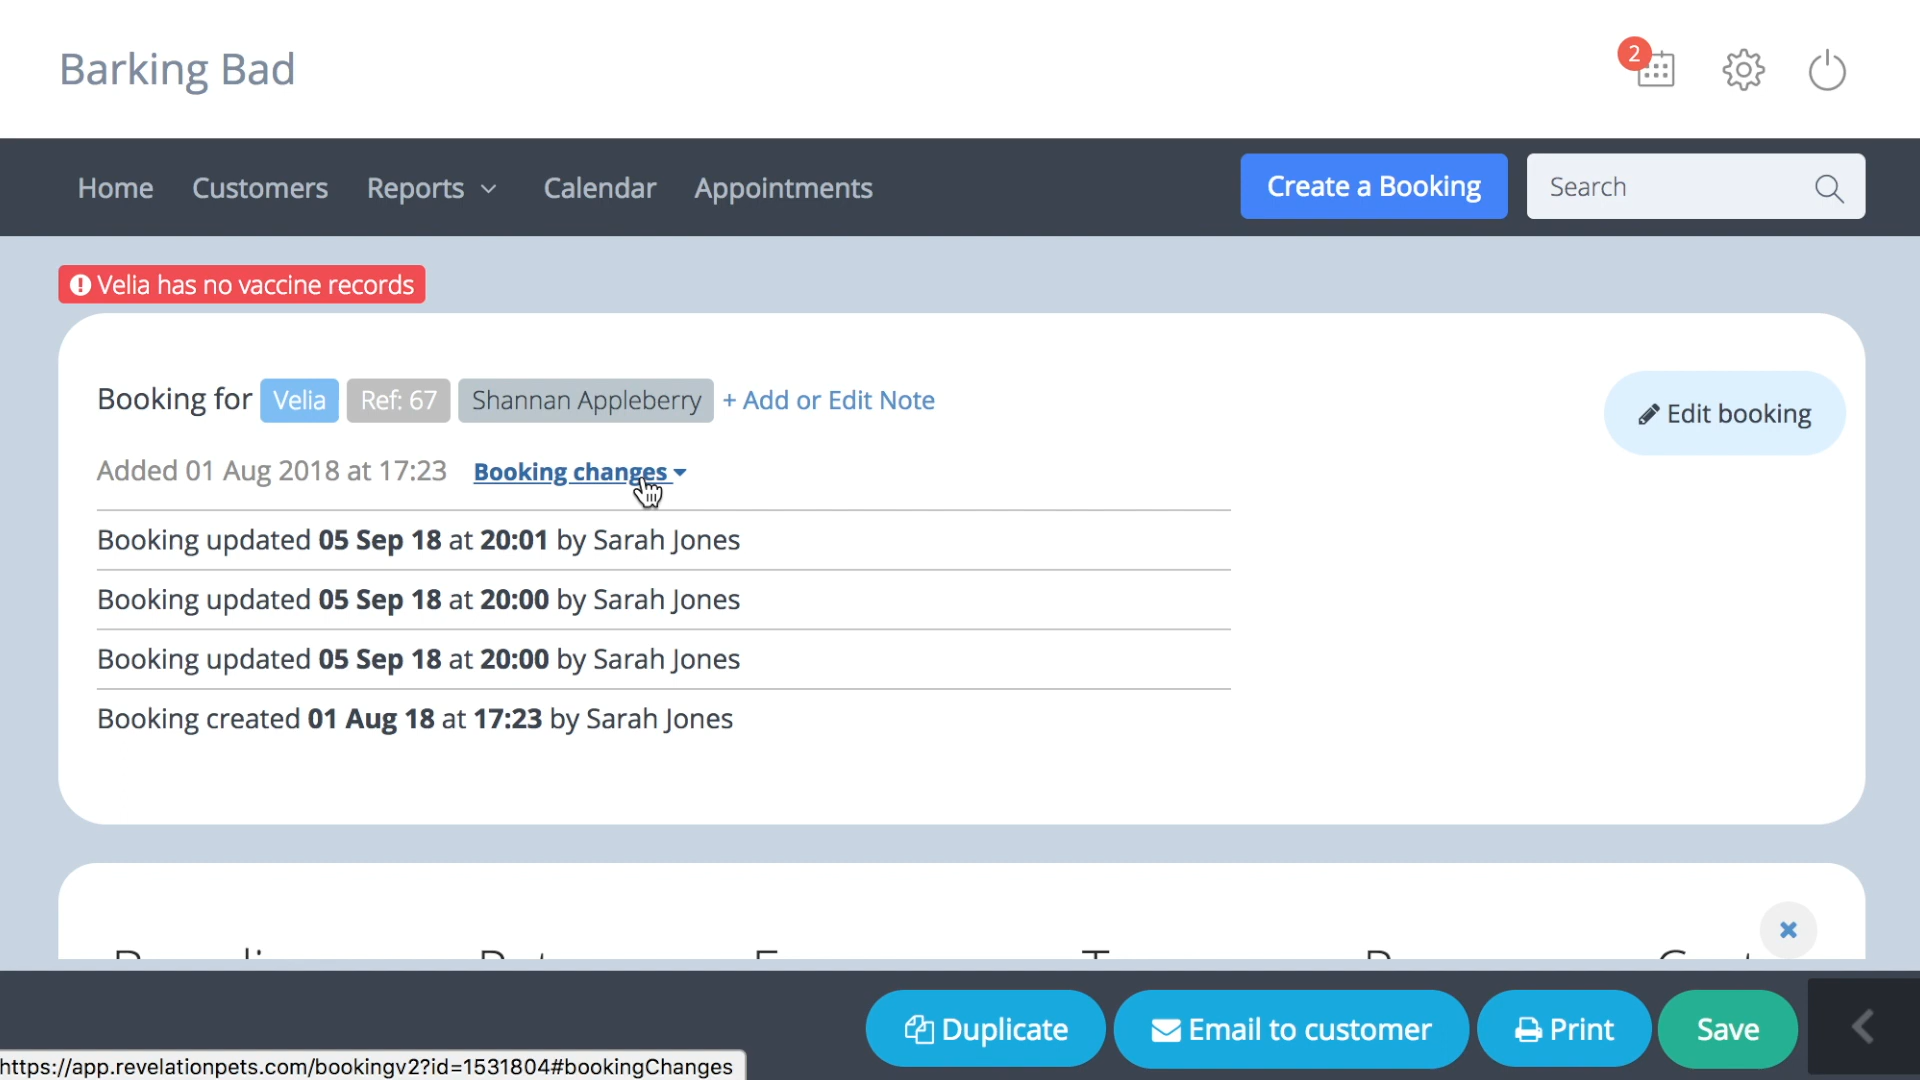 Barking Bad
2
Home Customers Reports Calendar Appointments Create a Booking Search
Velia has no vaccine records
Booking for Velia Ref: 67 Shannan Appleberry + Add or Edit Note
Edit booking
Added 01 Aug 2018 at 17:23 Booking changes
Booking updated 05 Sep 18 at 20:01 by Sarah Jones
Booking updated 05 Sep 18 at 20:00 by Sarah Jones
Booking updated 05 Sep 18 at 20:00 by Sarah Jones
Booking created 01 Aug 18 at 17:23 by Sarah Jones
Duplicate Email to customer Print Save
https://app.revelationpets.com/bookingv2?id=1531804#bookingChanges